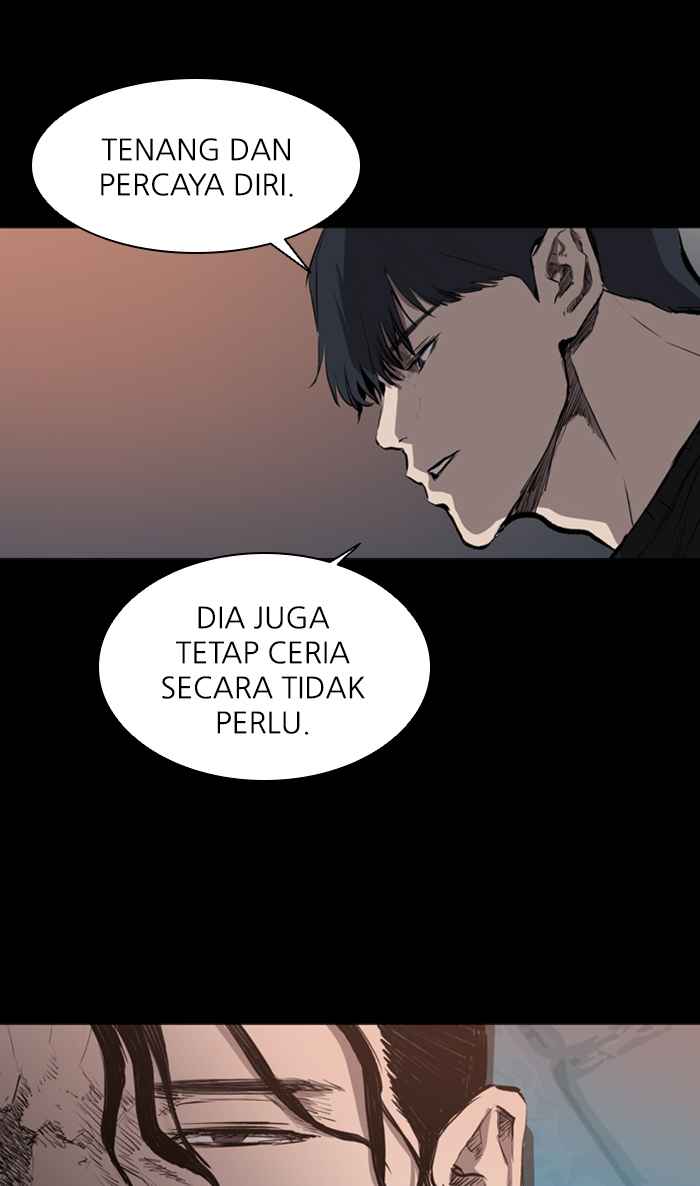 TENANG DAN
PERCAYA DIRI.
DIA JUGA
TETAP CERIA
SECARA TIDAK
PERLU.